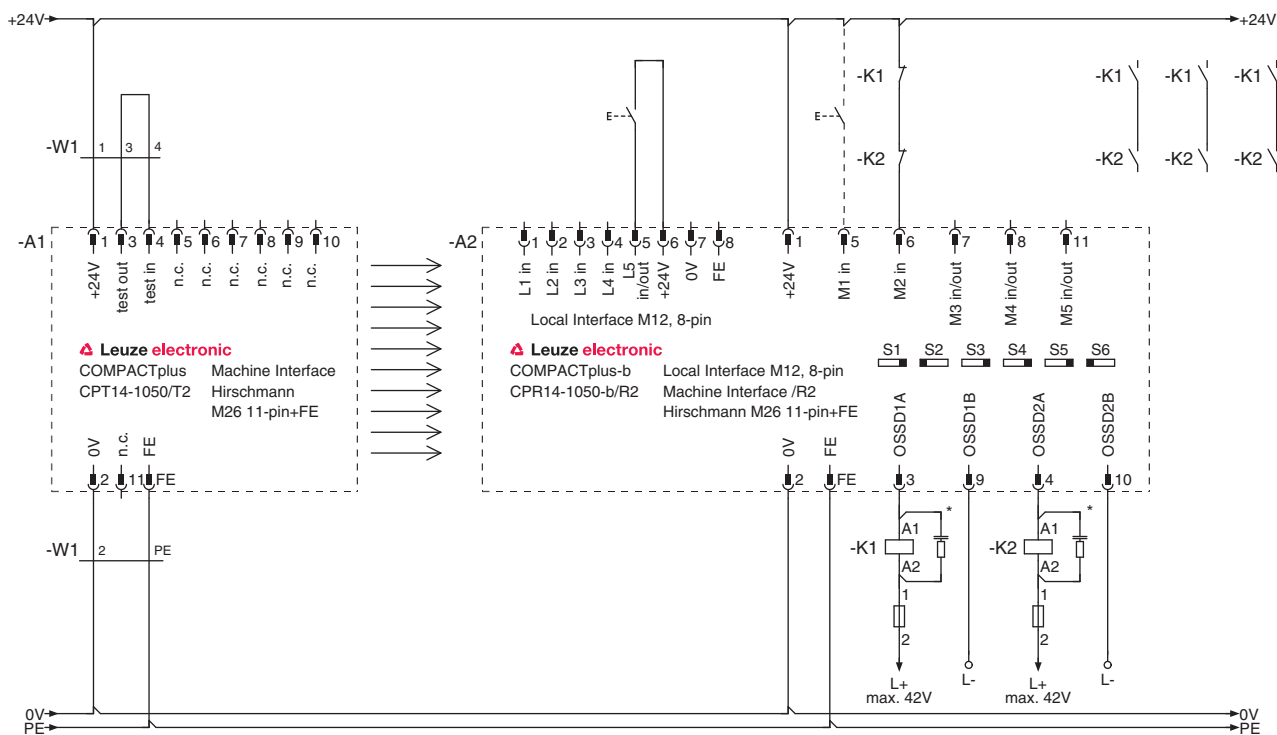 +24V +24V
-K1 -K1 -K1 -K1
E E
-W1 1 3 4
-K2 -K2 -K2 -K2
-A1 1 3 4 5 6 7 8 9 10
-A2 1 2 3 4 5 6 7 8 1 5 6 7 8 11
+24V test out test in n.c. n.c. n.c. n.c. n.c. n.c.
L1 in L2 in L3 in L4 in L5 in/out +24V 0V FE
+24V M1 in M2 in M3 in/out M4 in/out M5 in/out
Local Interface M12, 8-pin
Leuze electronic
COMPACTplus Machine Interface
CPT14-1050/T2 Hirschmann
M26 11-pin+FE
Leuze electronic
COMPACTplus-b Local Interface M12, 8-pin
CPR14-1050-b/R2 Machine Interface /R2
Hirschmann M26 11-pin+FE
S1 S2 S3 S4 S5 S6
0V n.c. FE
0V FE OSSD1A OSSD1B OSSD2A OSSD2B
2 11 FE
2 FE 3 9 4 10
* *
A1 A1
-W1 2 PE
-K1 -K2
A2 A2
1 1
2 2
L+ L- L+ L-
max. 42V max. 42V
0V 0V
PE PE